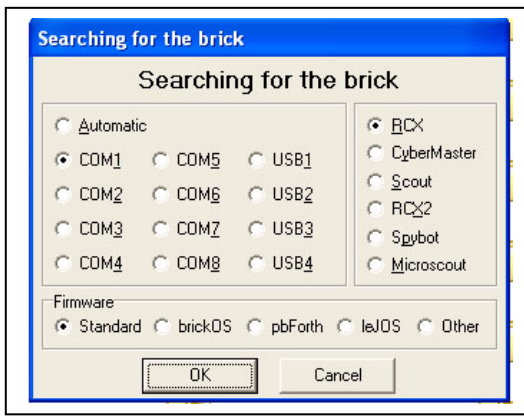 Searching for the brick
Searching for the brick
Automatic
COM1 COM5 USB1
COM2 COM6 USB2
COM3 COM7 USB3
COM4 COM8 USB4
RCX
CyberMaster
Scout
RCX2
Spybot
Microscout
Firmware
Standard brickOS pbForth leJOS Other
OK Cancel